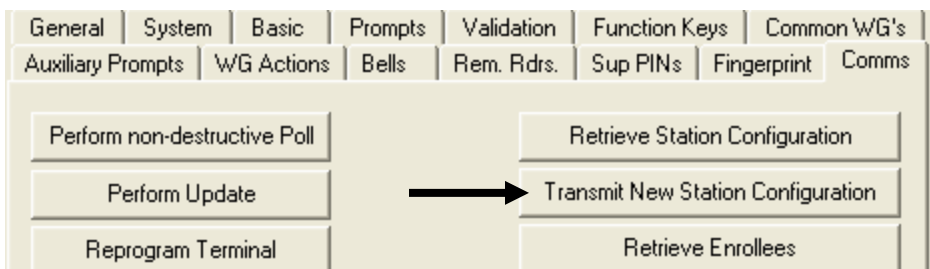 General System Basic Prompts Validation Function Keys Common WG's
Auxiliary Prompts WG Actions Bells Rem. Rdrs. Sup PINs Fingerprint Comms
Perform non-destructive Poll Retrieve Station Configuration
Perform Update Transmit New Station Configuration
Reprogram Terminal Retrieve Enrollees